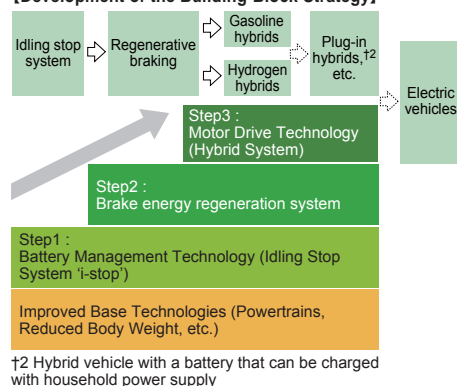 【Development of the Building-Block Strategy】
Idling stop
system
Regenerative
braking
Gasoline
hybrids
Hydrogen
hybrids
Plug-in
hybrids,†2
etc.
Electric
vehicles
Step3 :
Motor Drive Technology
(Hybrid System)
Step2 :
Brake energy regeneration system
Step1 :
Battery Management Technology (Idling Stop
System ‘i-stop’)
Improved Base Technologies (Powertrains,
Reduced Body Weight, etc.)
†2 Hybrid vehicle with a battery that can be charged
with household power supply